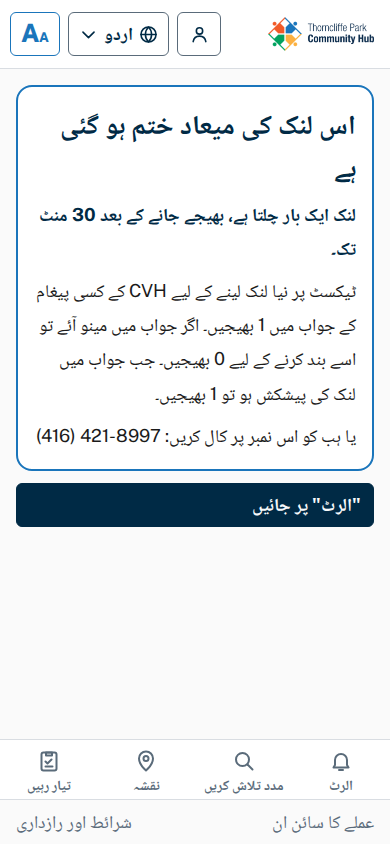 Thorncliffe Park
Community Hub
اردو
AA
اس لنک کی میعاد ختم ہو گئی
ہے
لنک ایک بار چلتا ہے، بھیجے جانے کے بعد 30 منٹ
تک۔
ٹیکسٹ پر نیا لنک لینے کے لیے CVH کے کسی پیغام
کے جواب میں 1 بھیجیں۔ اگر جواب میں مینو آئے تو
اسے بند کرنے کے لیے 0 بھیجیں۔ جب جواب میں
لنک کی پیشکش ہو تو 1 بھیجیں۔
یا ہب کو اس نمبر پر کال کریں: (416) 421-8997
"الرٹ" پر جائیں
الرٹ
مدد تلاش کریں
نقشہ
تیار رہیں
عملے کا سائن ان
شرائط اور رازداری